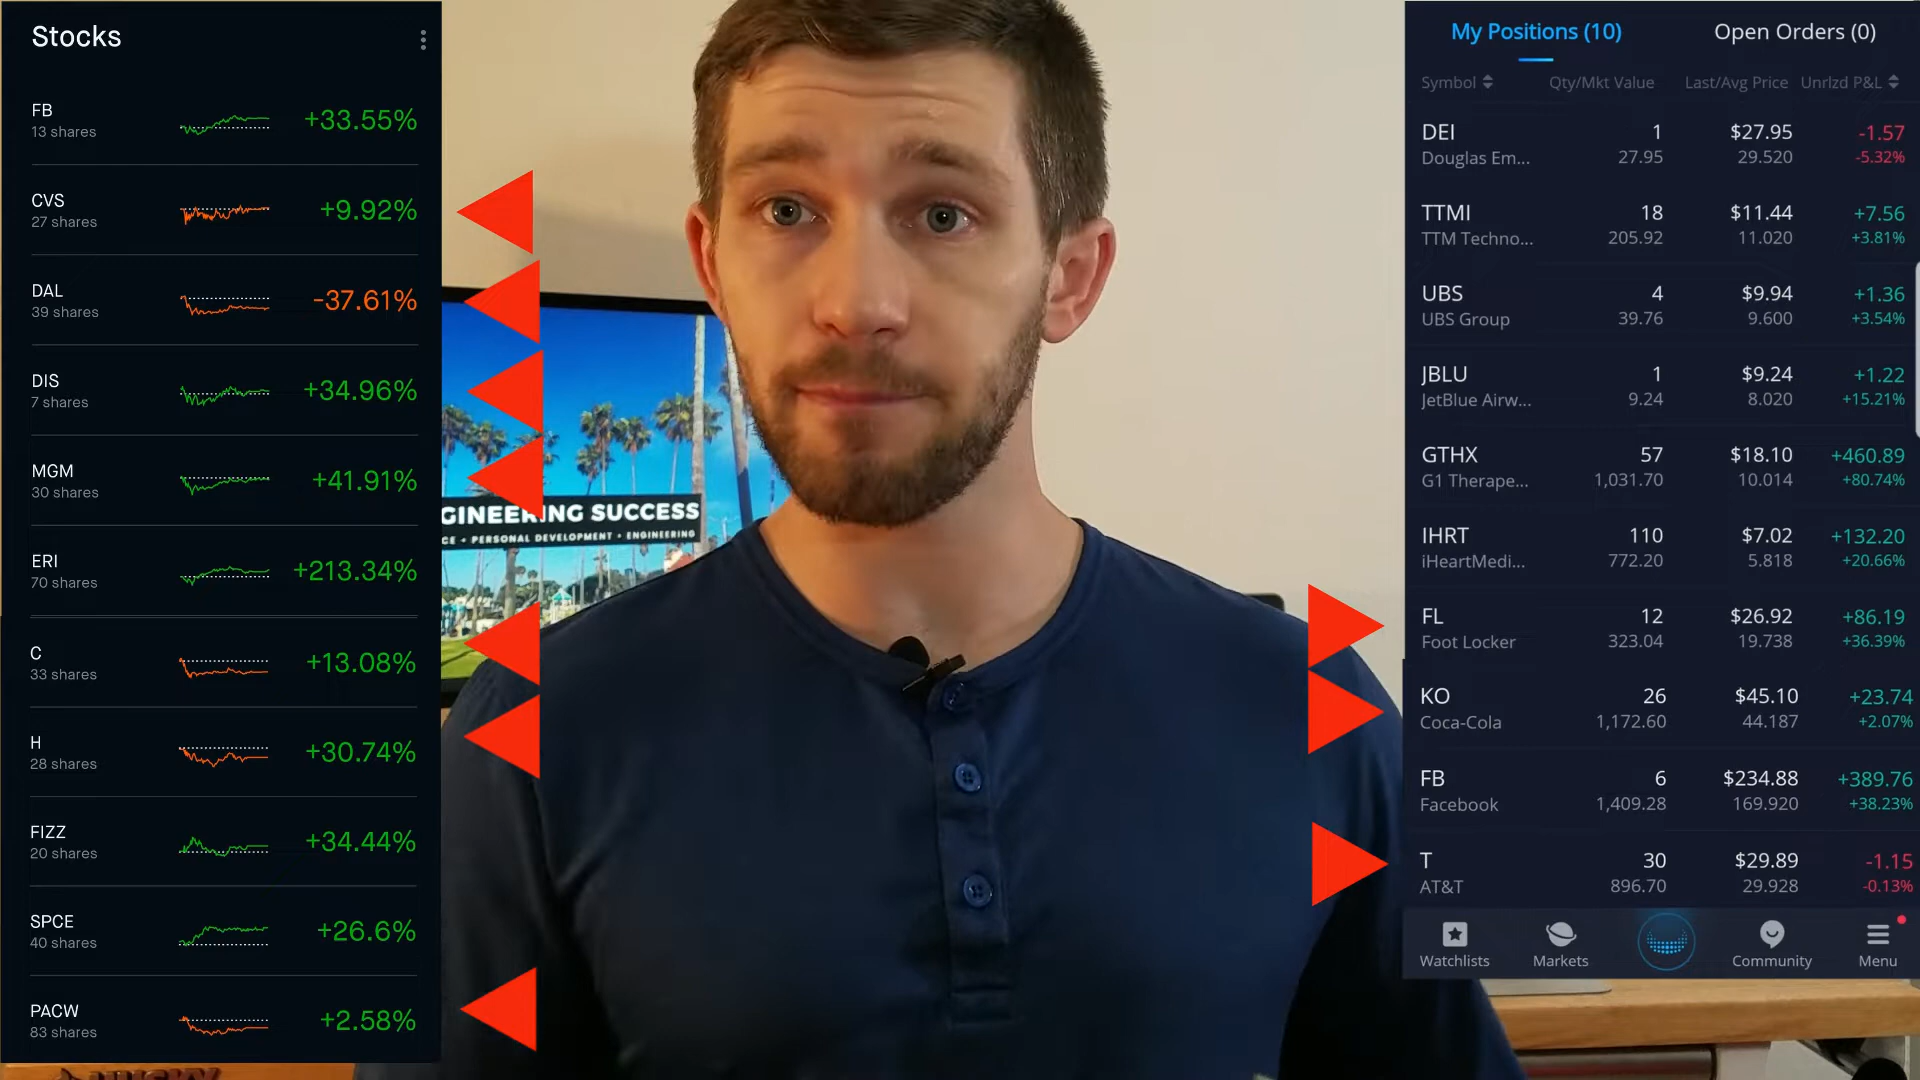 Stocks
FB
13 shares
+33.55%
CVS
27 shares
+9.92%
DAL
39 shares
-37.61%
DIS
7 shares
+34.96%
MGM
30 shares
+41.91%
ERI
70 shares
+213.34%
C
33 shares
+13.08%
H
28 shares
+30.74%
FIZZ
20 shares
+34.44%
SPCE
40 shares
+26.6%
PACW
83 shares
+2.58%
GINEERING SUCCESS
CE • PERSONAL DEVELOPMENT • ENGINEERING
HUSKY
My Positions (10) Open Orders (0)
Symbol Qty/Mkt Value Last/Avg Price Unrlzd P&L
DEI 1 $27.95 -1.57
Douglas Em... 27.95 29.520 -5.32%
TTMI 18 $11.44 +7.56
TTM Techno... 205.92 11.020 +3.81%
UBS 4 $9.94 +1.36
UBS Group 39.76 9.600 +3.54%
JBLU 1 $9.24 +1.22
JetBlue Airw... 9.24 8.020 +15.21%
GTHX 57 $18.10 +460.89
G1 Therape... 1,031.70 10.014 +80.74%
IHRT 110 $7.02 +132.20
iHeartMedi... 772.20 5.818 +20.66%
FL 12 $26.92 +86.19
Foot Locker 323.04 19.738 +36.39%
KO 26 $45.10 +23.74
Coca-Cola 1,172.60 44.187 +2.07%
FB 6 $234.88 +389.76
Facebook 1,409.28 169.920 +38.23%
T 30 $29.89 -1.15
AT&T 896.70 29.928 -0.13%
Watchlists Markets Community Menu